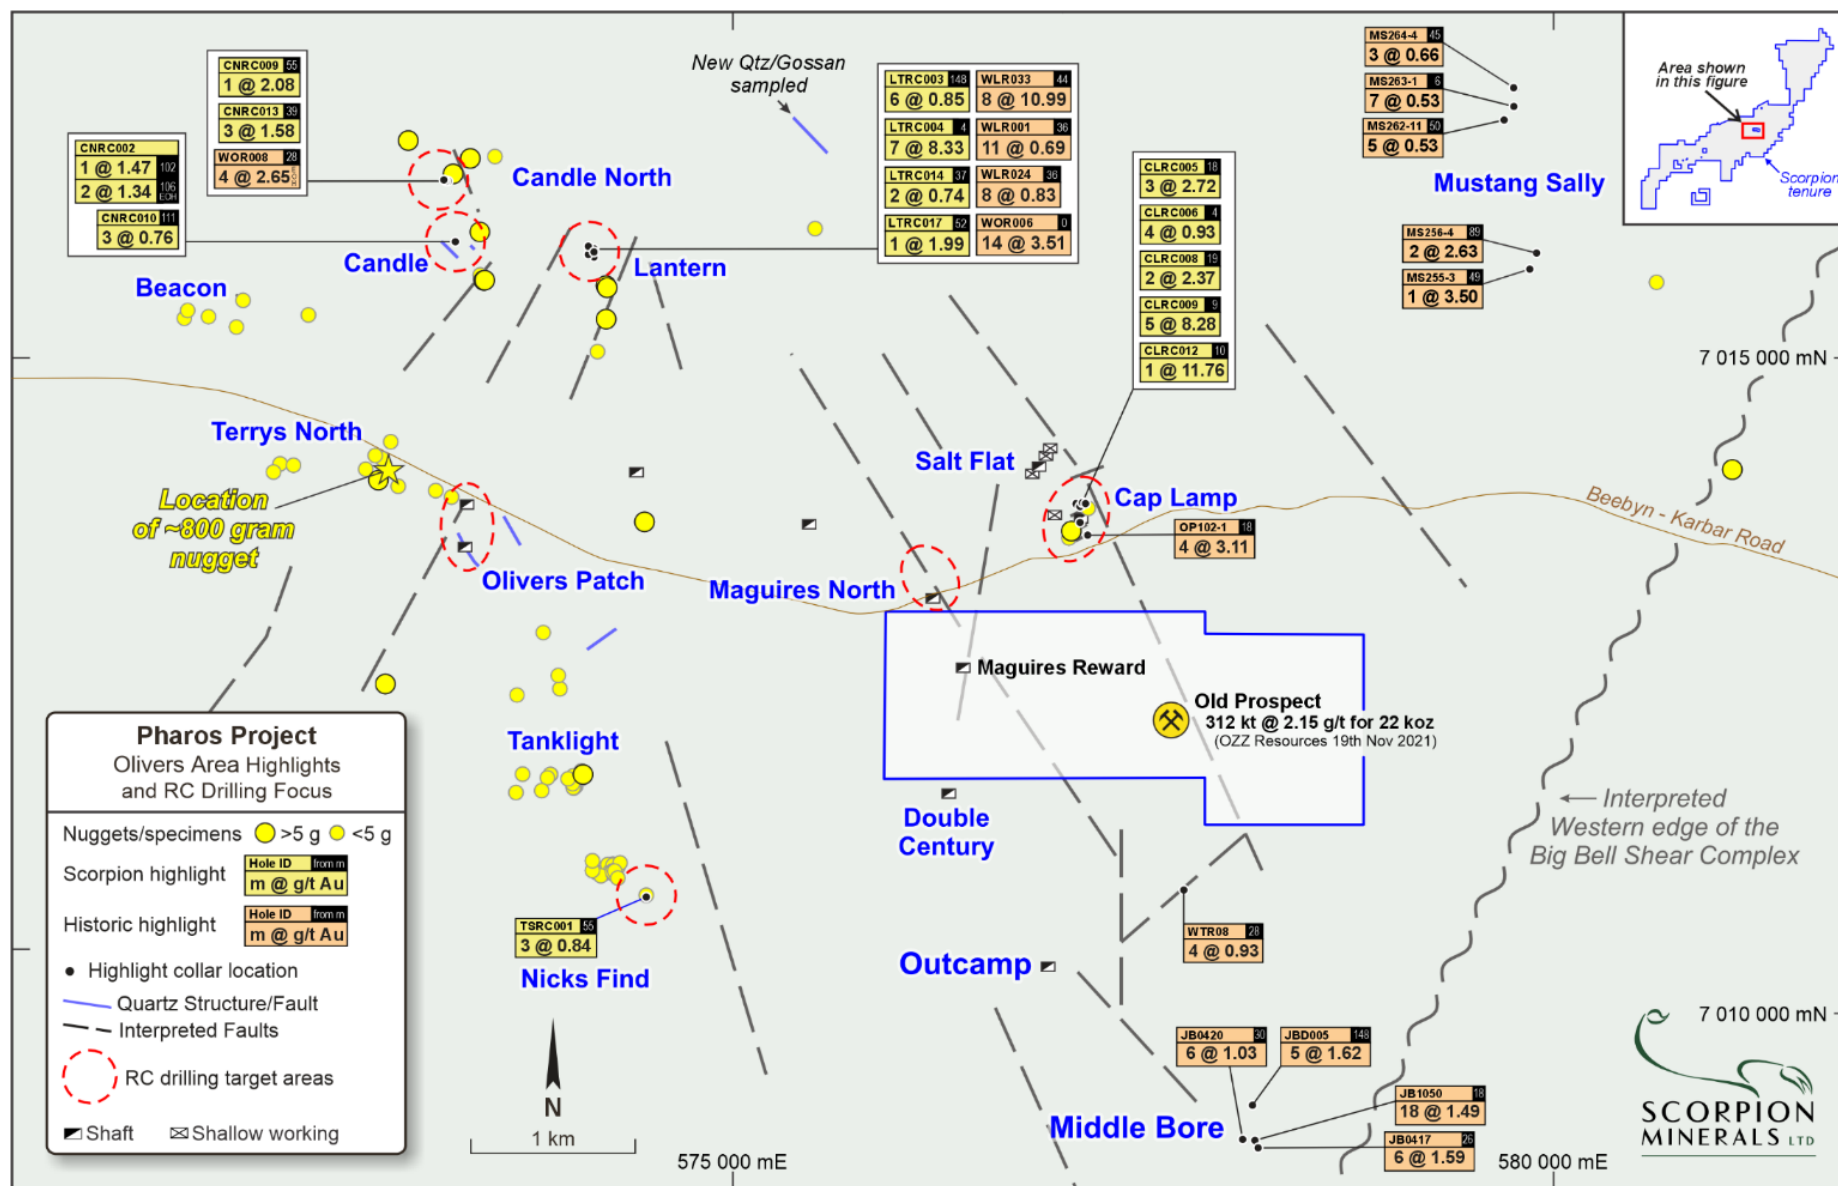 CNRC009 55
1 @ 2.08
CNRC013 39
3 @ 1.58
WOR008 28
4 @ 2.65
CNRC002
1 @ 1.47 102
2 @ 1.34 106 EOH
CNRC010 111
3 @ 0.76
New Qtz/Gossan
sampled
LTRC003 148
6 @ 0.85
WLR033 44
8 @ 10.99
LTRC004 4
7 @ 8.33
WLR001 36
11 @ 0.69
LTRC014 37
2 @ 0.74
WLR024 36
8 @ 0.83
LTRC017 52
1 @ 1.99
WOR006 0
14 @ 3.51
CLRC005 18
3 @ 2.72
CLRC006 4
4 @ 0.93
CLRC008 19
2 @ 2.37
CLRC009 9
5 @ 8.28
CLRC012 10
1 @ 11.76
MS264-4 45
3 @ 0.66
MS263-1 6
7 @ 0.53
MS262-11 50
5 @ 0.53
Mustang Sally
MS256-4 89
2 @ 2.63
MS255-3 49
1 @ 3.50
Area shown
in this figure
Scorpion
tenure
Candle North
Candle
Lantern
Beacon
7 015 000 mN
Terrys North
Location
of ~800 gram
nugget
Olivers Patch
Salt Flat
Cap Lamp
OP102-1 18
4 @ 3.11
Beebyn - Karbar Road
Maguires North
Maguires Reward
Old Prospect
312 kt @ 2.15 g/t for 22 koz
(OZZ Resources 19th Nov 2021)
Tanklight
Double
Century
Interpreted
Western edge of the
Big Bell Shear Complex
TSRC001 55
3 @ 0.84
Nicks Find
WTR08 28
4 @ 0.93
Outcamp
7 010 000 mN
JB0420 30
6 @ 1.03
JBD005 148
5 @ 1.62
JB1050 18
18 @ 1.49
JB0417 26
6 @ 1.59
Middle Bore
Pharos Project
Olivers Area Highlights
and RC Drilling Focus
Nuggets/specimens >5 g <5 g
Scorpion highlight
Hole ID from m
m @ g/t Au
Historic highlight
Hole ID from m
m @ g/t Au
Highlight collar location
Quartz Structure/Fault
Interpreted Faults
RC drilling target areas
Shaft
Shallow working
N
1 km
575 000 mE
580 000 mE
SCORPION
MINERALS LTD